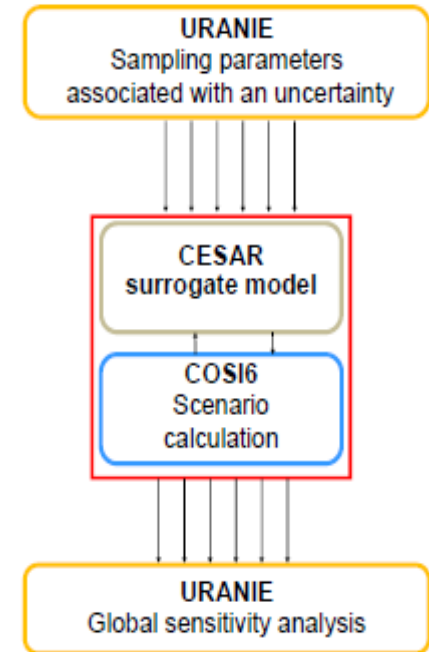 URANIE
Sampling parameters
associated with an uncertainty
CESAR
surrogate model
COSI6
Scenario
calculation
URANIE
Global sensitivity analysis